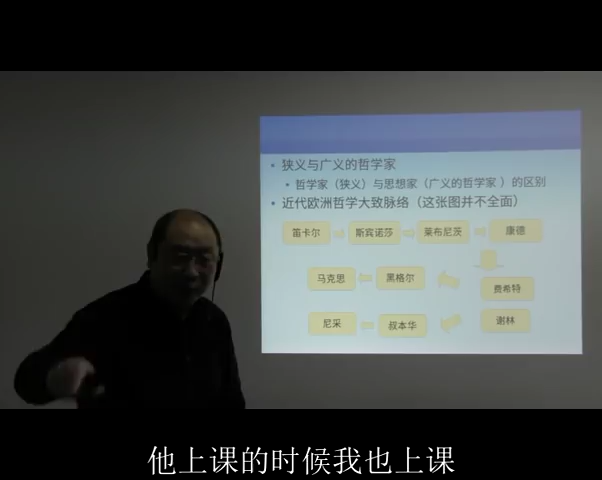 狭义与广义的哲学家
哲学家（狭义）与思想家（广义的哲学家 ）的区别
近代欧洲哲学大致脉络（这张图并不全面）
笛卡尔 斯宾诺莎 莱布尼茨 康德
马克思 黑格尔 费希特
尼采 叔本华 谢林
他上课的时候我也上课